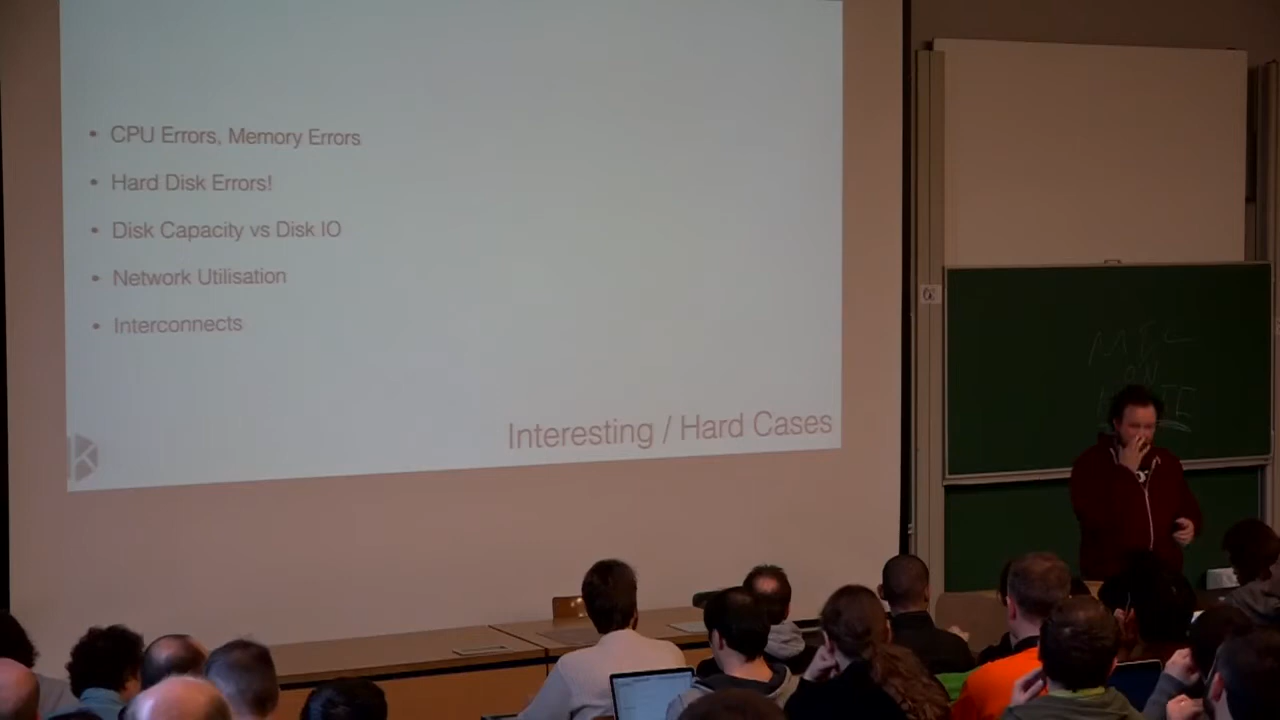 • CPU Errors, Memory Errors
• Hard Disk Errors!
• Disk Capacity vs Disk IO
• Network Utilisation
• Interconnects
Interesting / Hard Cases
K